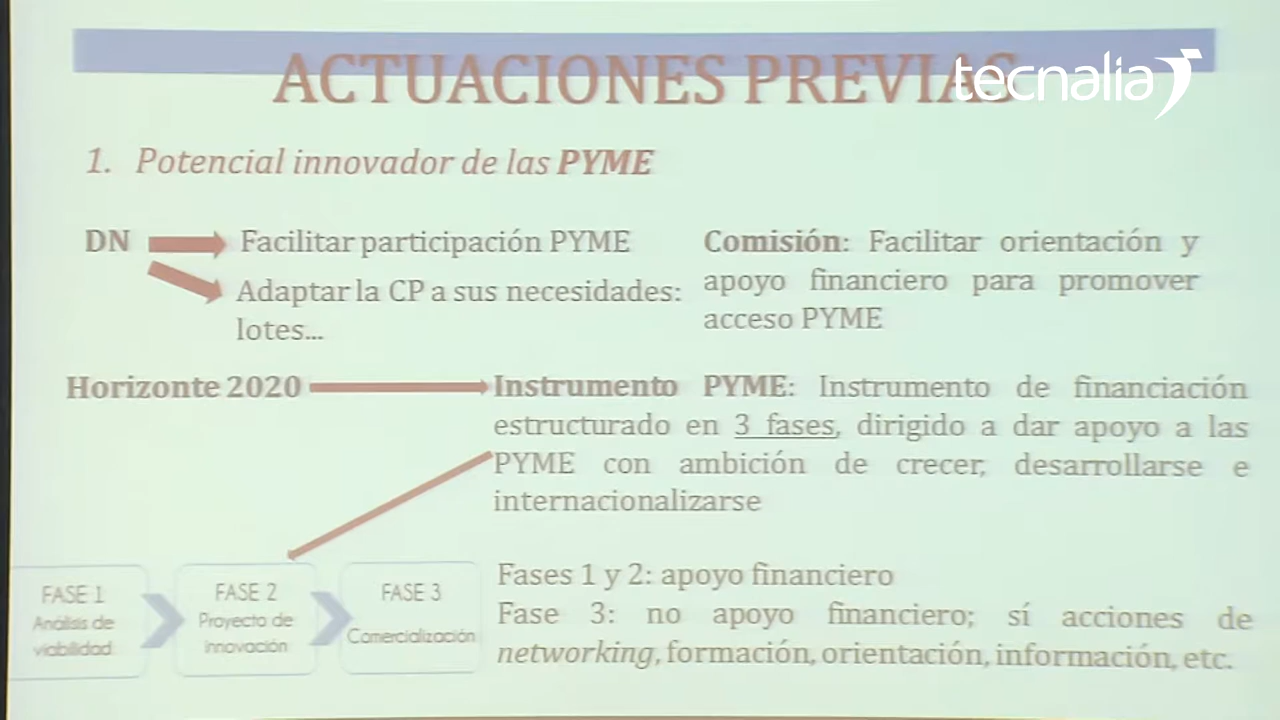 ACTUACIONES PREVIAS
tecnalia
1. Potencial innovador de las PYME
DN
Facilitar participación PYME
Adaptar la CP a sus necesidades:
lotes...
Comisión: Facilitar orientación y
apoyo financiero para promover
acceso PYME
Horizonte 2020
Instrumento PYME: Instrumento de financiación
estructurado en 3 fases, dirigido a dar apoyo a las
PYME con ambición de crecer, desarrollarse e
internacionalizarse
FASE 1
Análisis de
viabilidad
FASE 2
Proyecto de
innovación
FASE 3
Comercialización
Fases 1 y 2: apoyo financiero
Fase 3: no apoyo financiero; sí acciones de
networking, formación, orientación, información, etc.